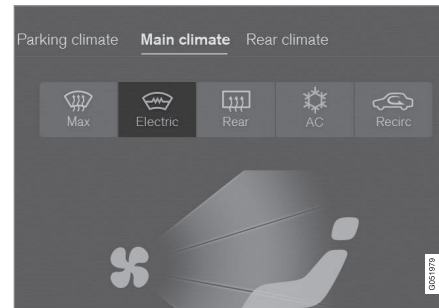 Parking climate Main climate Rear climate
Max Electric Rear AC Recirc
G051979